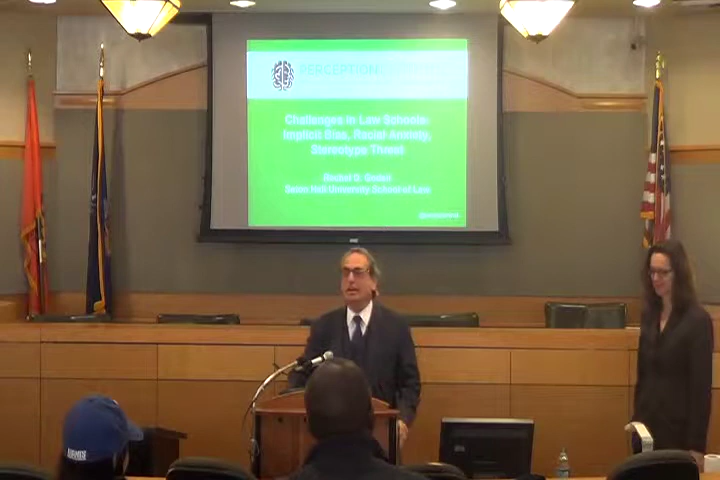 PERCEPTION
Challenges in Law Schools:
Implicit Bias, Racial Anxiety,
Stereotype Threat
Rachel D. Godsil
Seton Hall University School of Law